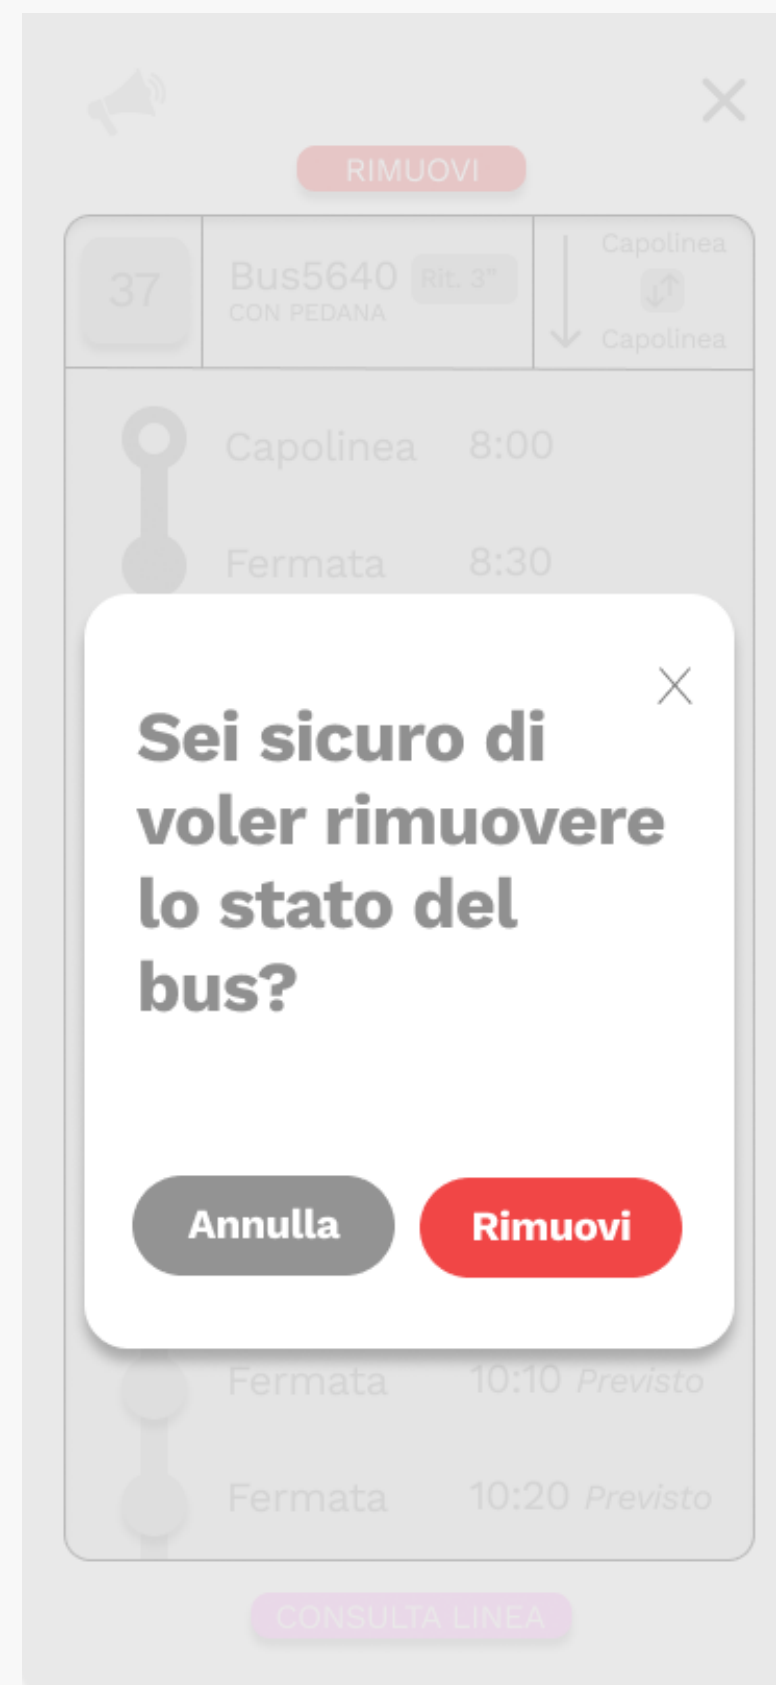 RIMUOVI
37
Bus5640
Rit. 3"
CON PEDANA
Capolinea
Capolinea
Capolinea 8:00
Fermata 8:30
Sei sicuro di
voler rimuovere
lo stato del
bus?
Annulla
Rimuovi
Fermata 10:10 Previsto
Fermata 10:20 Previsto
CONSULTA LINEA